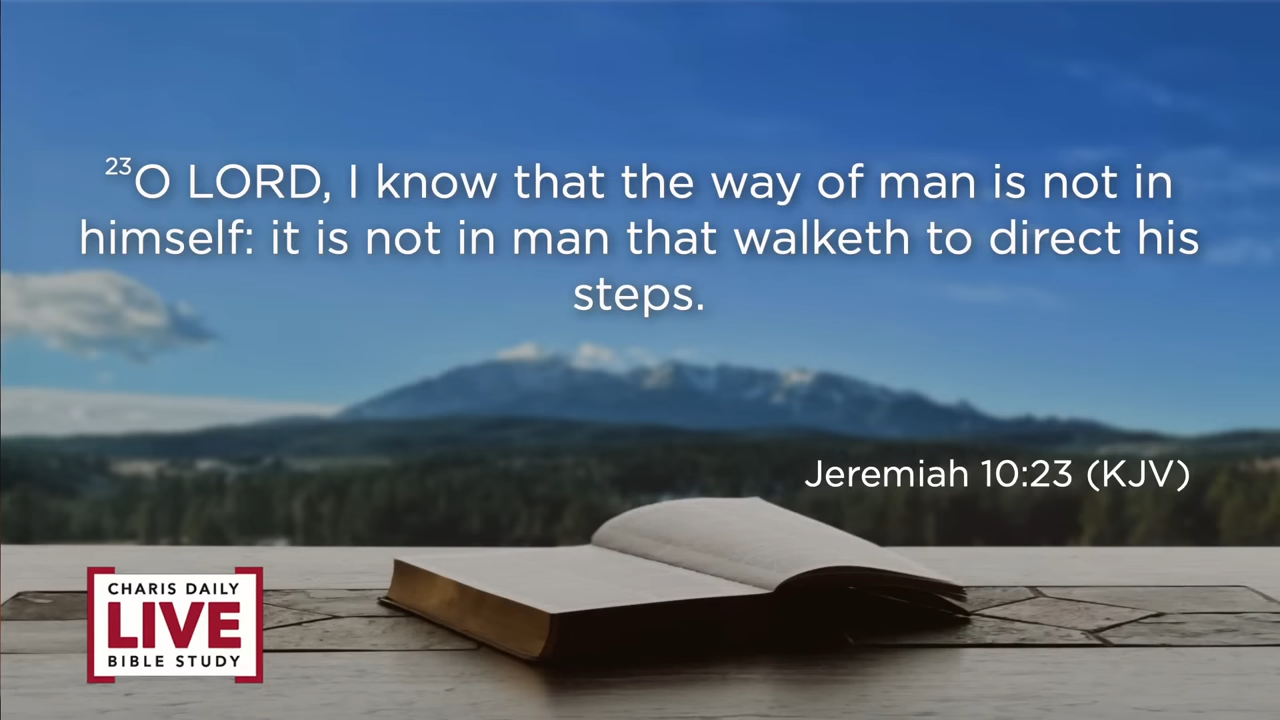 23O LORD, I know that the way of man is not in
himself: it is not in man that walketh to direct his
steps.
Jeremiah 10:23 (KJV)
CHARIS DAILY
LIVE
BIBLE STUDY